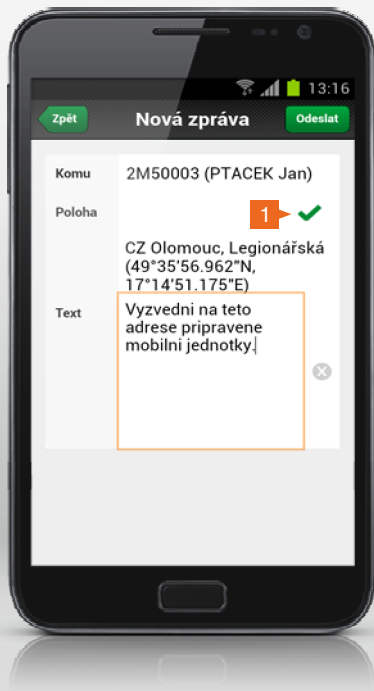 13:16
Zpět Nová zpráva Odeslat
Komu 2M50003 (PTACEK Jan)
Poloha 1
CZ Olomouc, Legionářská
(49°35'56.962"N,
17°14'51.175"E)
Text Vyzvedni na teto
adrese pripravene
mobilni jednotky.